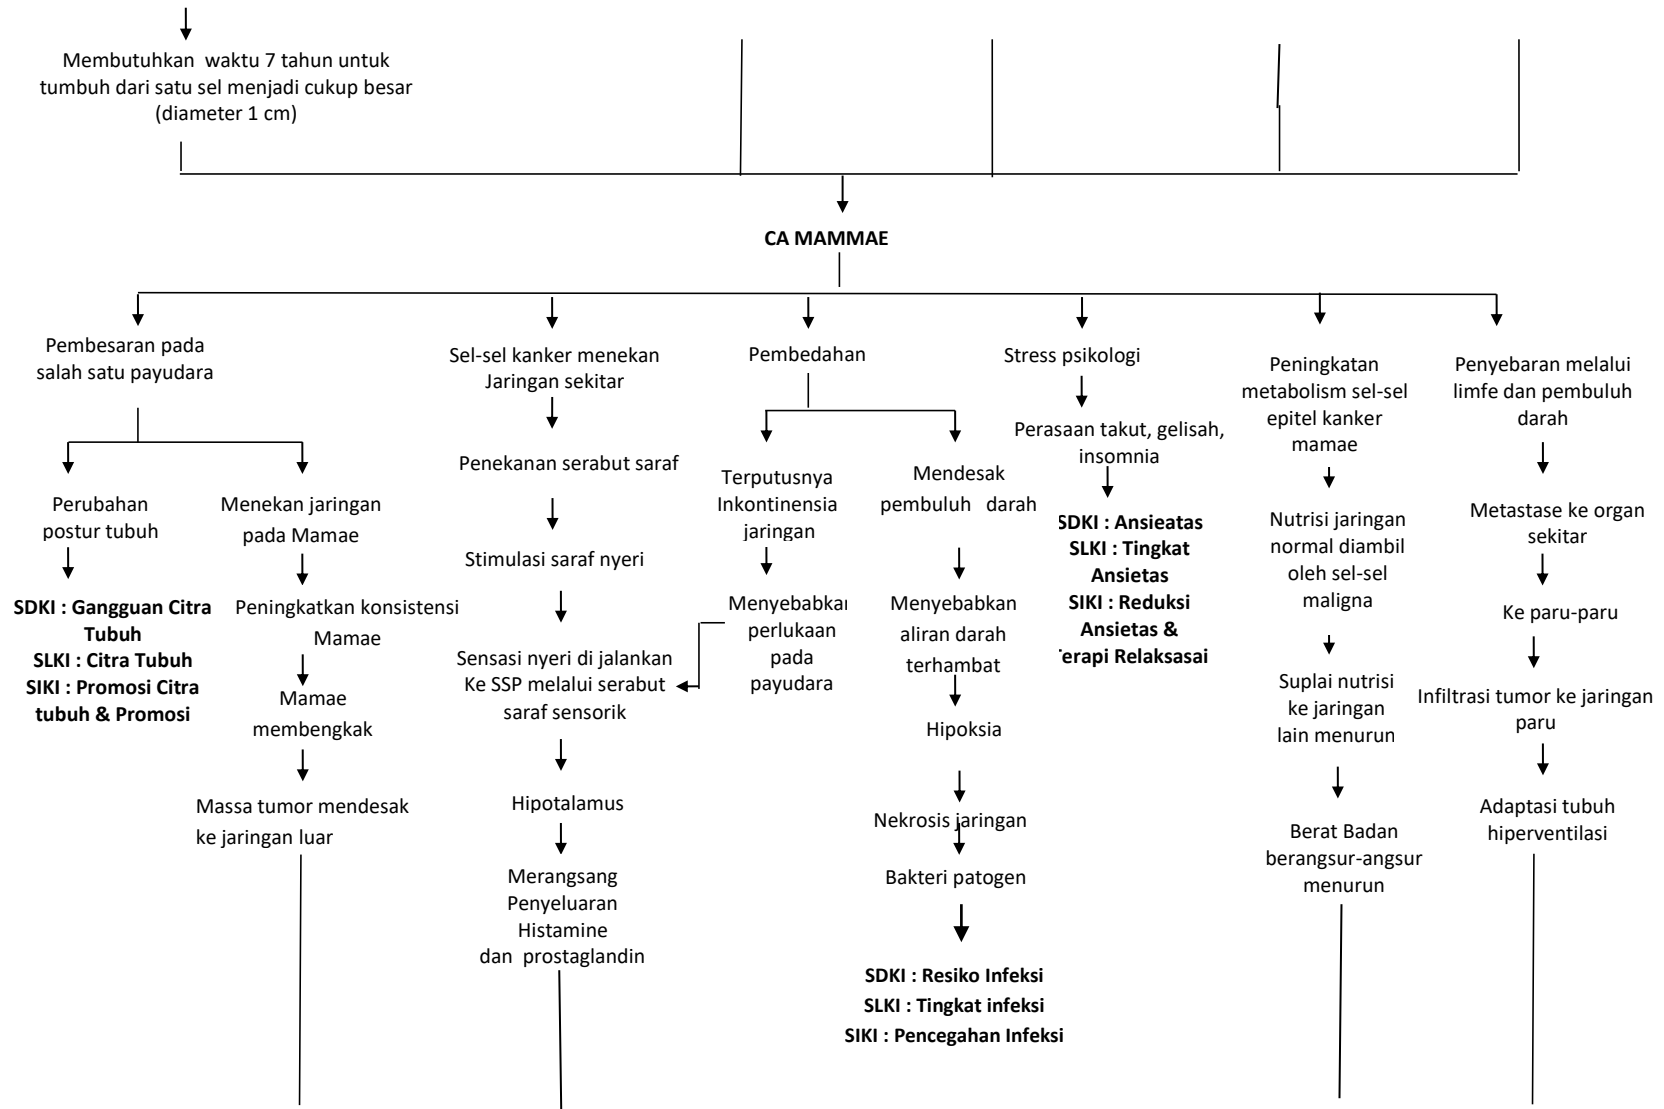 Membutuhkan waktu 7 tahun untuk
tumbuh dari satu sel menjadi cukup besar
(diameter 1 cm)
CA MAMMAE
Pembesaran pada
salah satu payudara
Perubahan
postur tubuh
SDKI : Gangguan Citra
Tubuh
SLKI : Citra Tubuh
SIKI : Promosi Citra
tubuh & Promosi
Menekan jaringan
pada Mamae
Peningkatkan konsistensi
Mamae
Mamae
membengkak
Massa tumor mendesak
ke jaringan luar
Sel-sel kanker menekan
Jaringan sekitar
Penekanan serabut saraf
Stimulasi saraf nyeri
Sensasi nyeri di jalankan
Ke SSP melalui serabut
saraf sensorik
Hipotalamus
Merangsang
Penyeluaran
Histamine
dan prostaglandin
Pembedahan
Terputusnya
Inkontinensia
jaringan
Menyebabkan
perlukaan
pada
payudara
Mendesak
pembuluh darah
Menyebabkan
aliran darah
terhambat
Hipoksia
Nekrosis jaringan
Bakteri patogen
SDKI : Resiko Infeksi
SLKI : Tingkat infeksi
SIKI : Pencegahan Infeksi
Stress psikologi
Perasaan takut, gelisah,
insomnia
SDKI : Ansieatas
SLKI : Tingkat
Ansietas
SIKI : Reduksi
Ansietas &
Terapi Relaksasai
Peningkatan
metabolism sel-sel
epitel kanker
mamae
Nutrisi jaringan
normal diambil
oleh sel-sel
maligna
Suplai nutrisi
ke jaringan
lain menurun
Berat Badan
berangsur-angsur
menurun
Penyebaran melalui
limfe dan pembuluh
darah
Metastase ke organ
sekitar
Ke paru-paru
Infiltrasi tumor ke jaringan
paru
Adaptasi tubuh
hiperventilasi